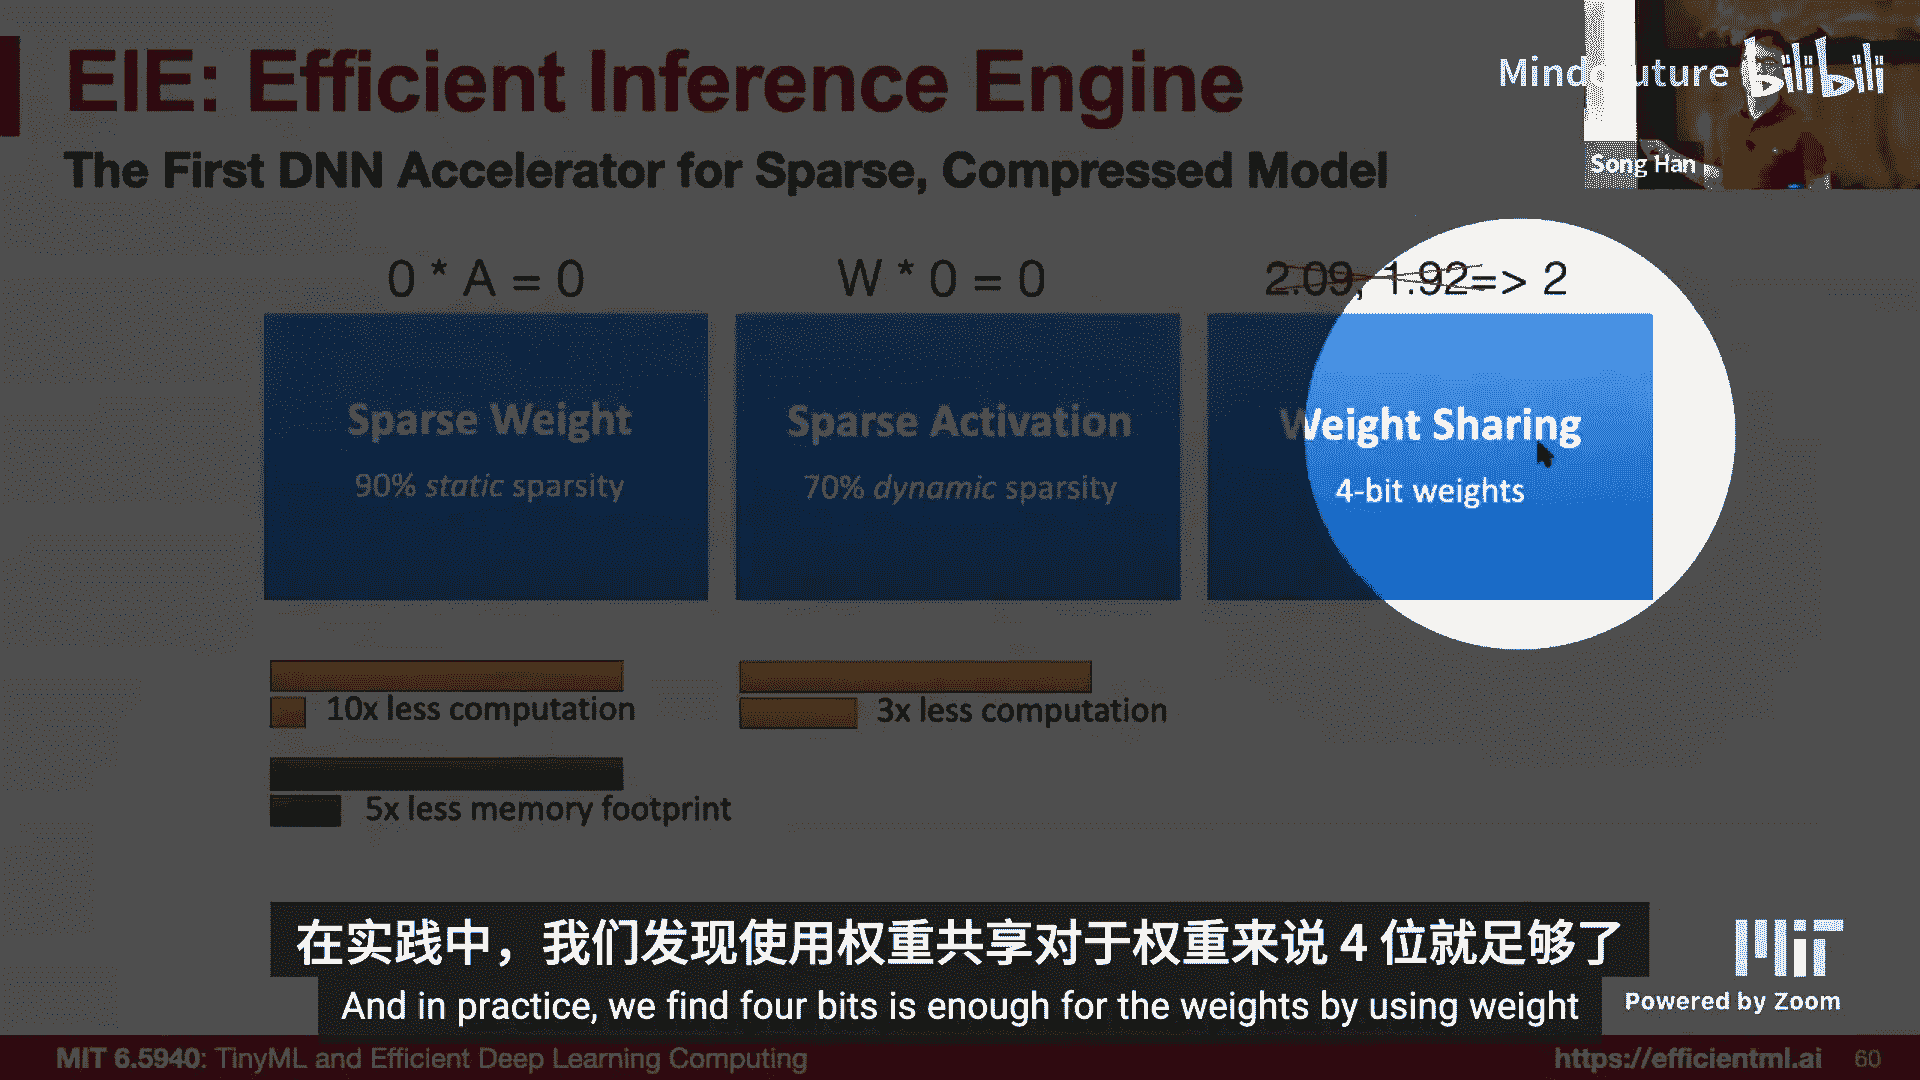 EIE: Efficient Inference Engine
The First DNN Accelerator for Sparse, Compressed Model
bilibili
Song Han
0 * A = 0
W * 0 = 0
2.09, 1.92=> 2
Sparse Weight
90% static sparsity
Sparse Activation
70% dynamic sparsity
Weight Sharing
4-bit weights
10x less computation
3x less computation
5x less memory footprint
在实践中，我们发现使用权重共享对于权重来说 4 位就足够了
And in practice, we find four bits is enough for the weights by using weight
MIT
Powered by Zoom
MIT 6.5940: TinyML and Efficient Deep Learning Computing
https://efficientml.ai
60